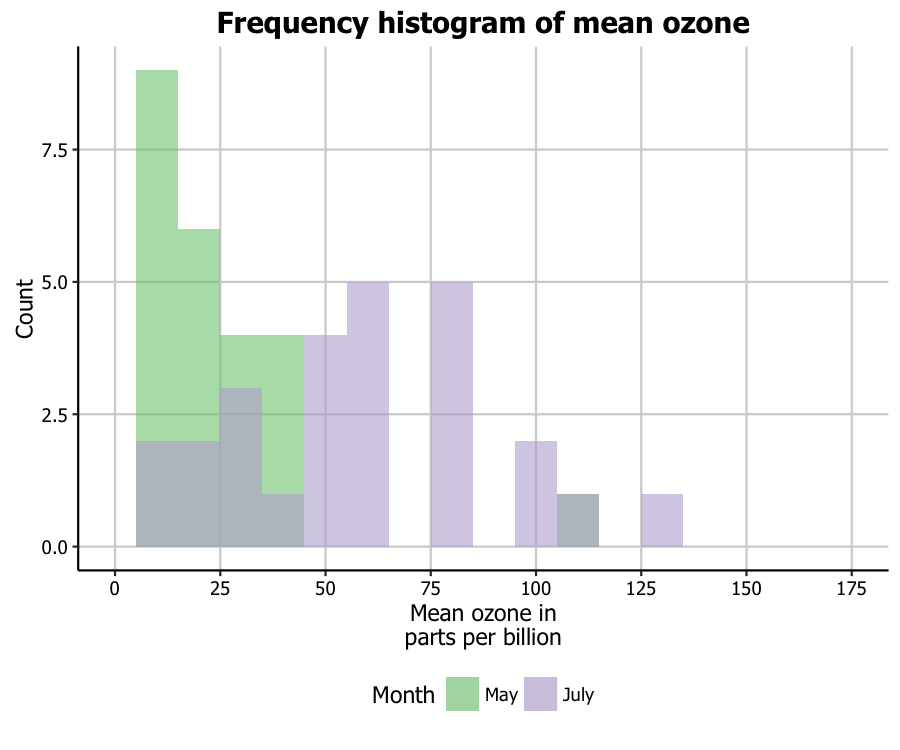 Frequency histogram of mean ozone
7.5
5.0
2.5
0.0
Count
0 25 50 75 100 125 150 175
Mean ozone in
parts per billion
Month May July